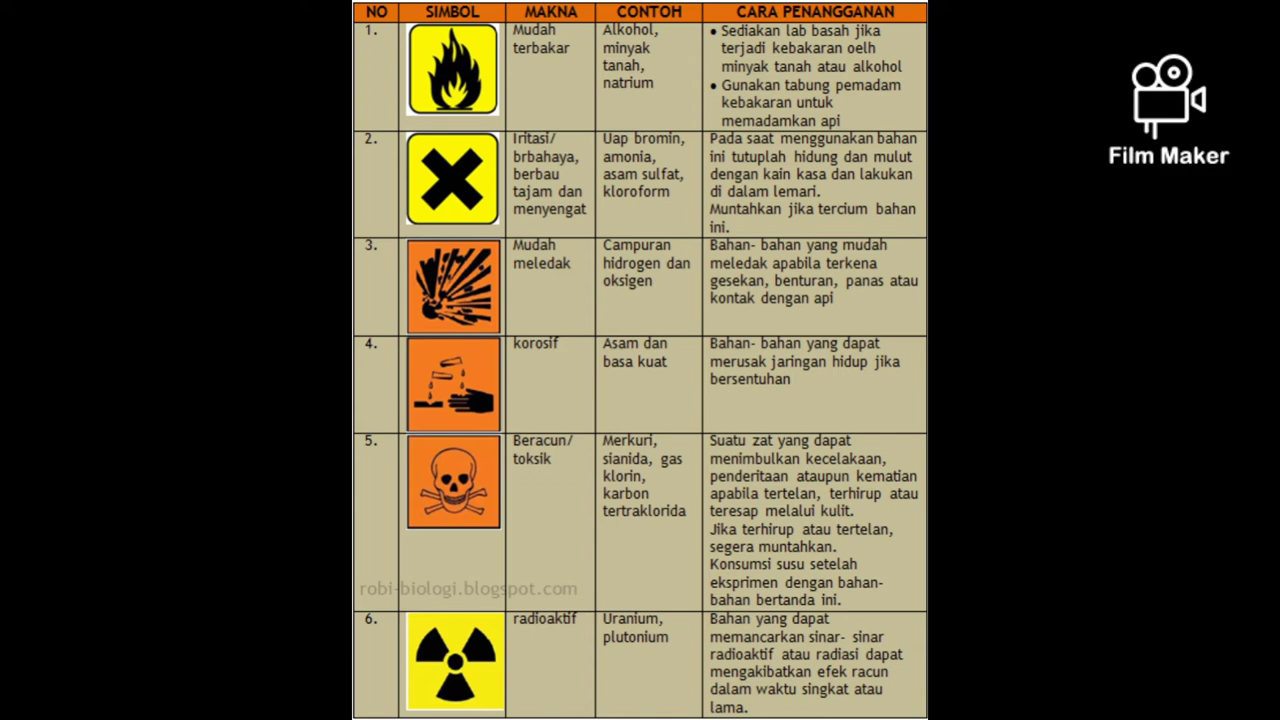 NO SIMBOL MAKNA CONTOH CARA PENANGGANAN
1.
Mudah
terbakar
Alkohol,
minyak
tanah,
natrium
• Sediakan lab basah jika
terjadi kebakaran oelh
minyak tanah atau alkohol
• Gunakan tabung pemadam
kebakaran untuk
memadamkan api
2.
Iritasi/
brbahaya,
berbau
tajam dan
menyengat
Uap bromin,
amonia,
asam sulfat,
kloroform
Pada saat menggunakan bahan
ini tutuplah hidung dan mulut
dengan kain kasa dan lakukan
di dalam lemari.
Muntahkan jika tercium bahan
ini.
3.
Mudah
meledak
Campuran
hidrogen dan
oksigen
Bahan- bahan yang mudah
meledak apabila terkena
gesekan, benturan, panas atau
kontak dengan api
4.
korosif
Asam dan
basa kuat
Bahan- bahan yang dapat
merusak jaringan hidup jika
bersentuhan
5.
Beracun/
toksik
Merkuri,
sianida, gas
klorin,
karbon
tertraklorida
Suatu zat yang dapat
menimbulkan kecelakaan,
penderitaan ataupun kematian
apabila tertelan, terhirup atau
teresap melalui kulit.
Jika terhirup atau tertelan,
segera muntahkan.
Konsumsi susu setelah
eksprimen dengan bahan-
bahan bertanda ini.
robi-biologi.blogspot.com
6.
radioaktif
Uranium,
plutonium
Bahan yang dapat
memancarkan sinar- sinar
radioaktif atau radiasi dapat
mengakibatkan efek racun
dalam waktu singkat atau
lama.
Film Maker